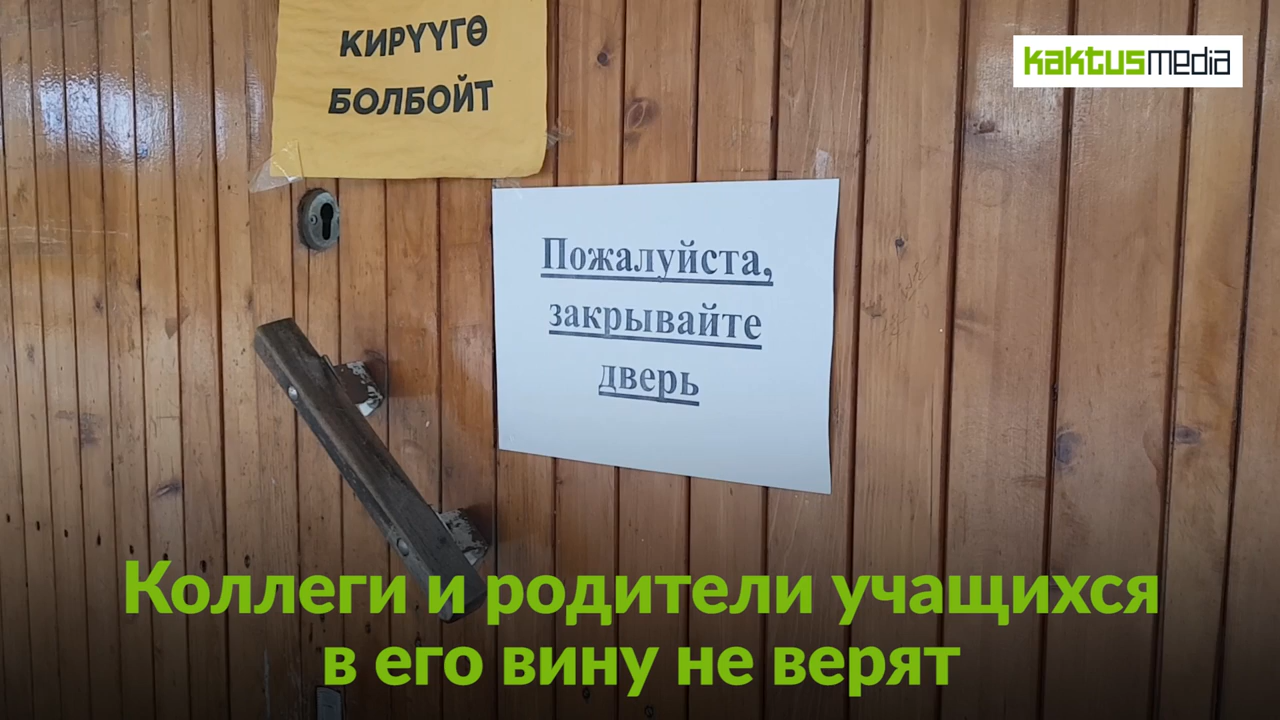 КИРҮҮГӨ
БОЛБОЙТ
kaktusmedia
Пожалуйста,
закрывайте
дверь
Коллеги и родители учащихся
в его вину не верят